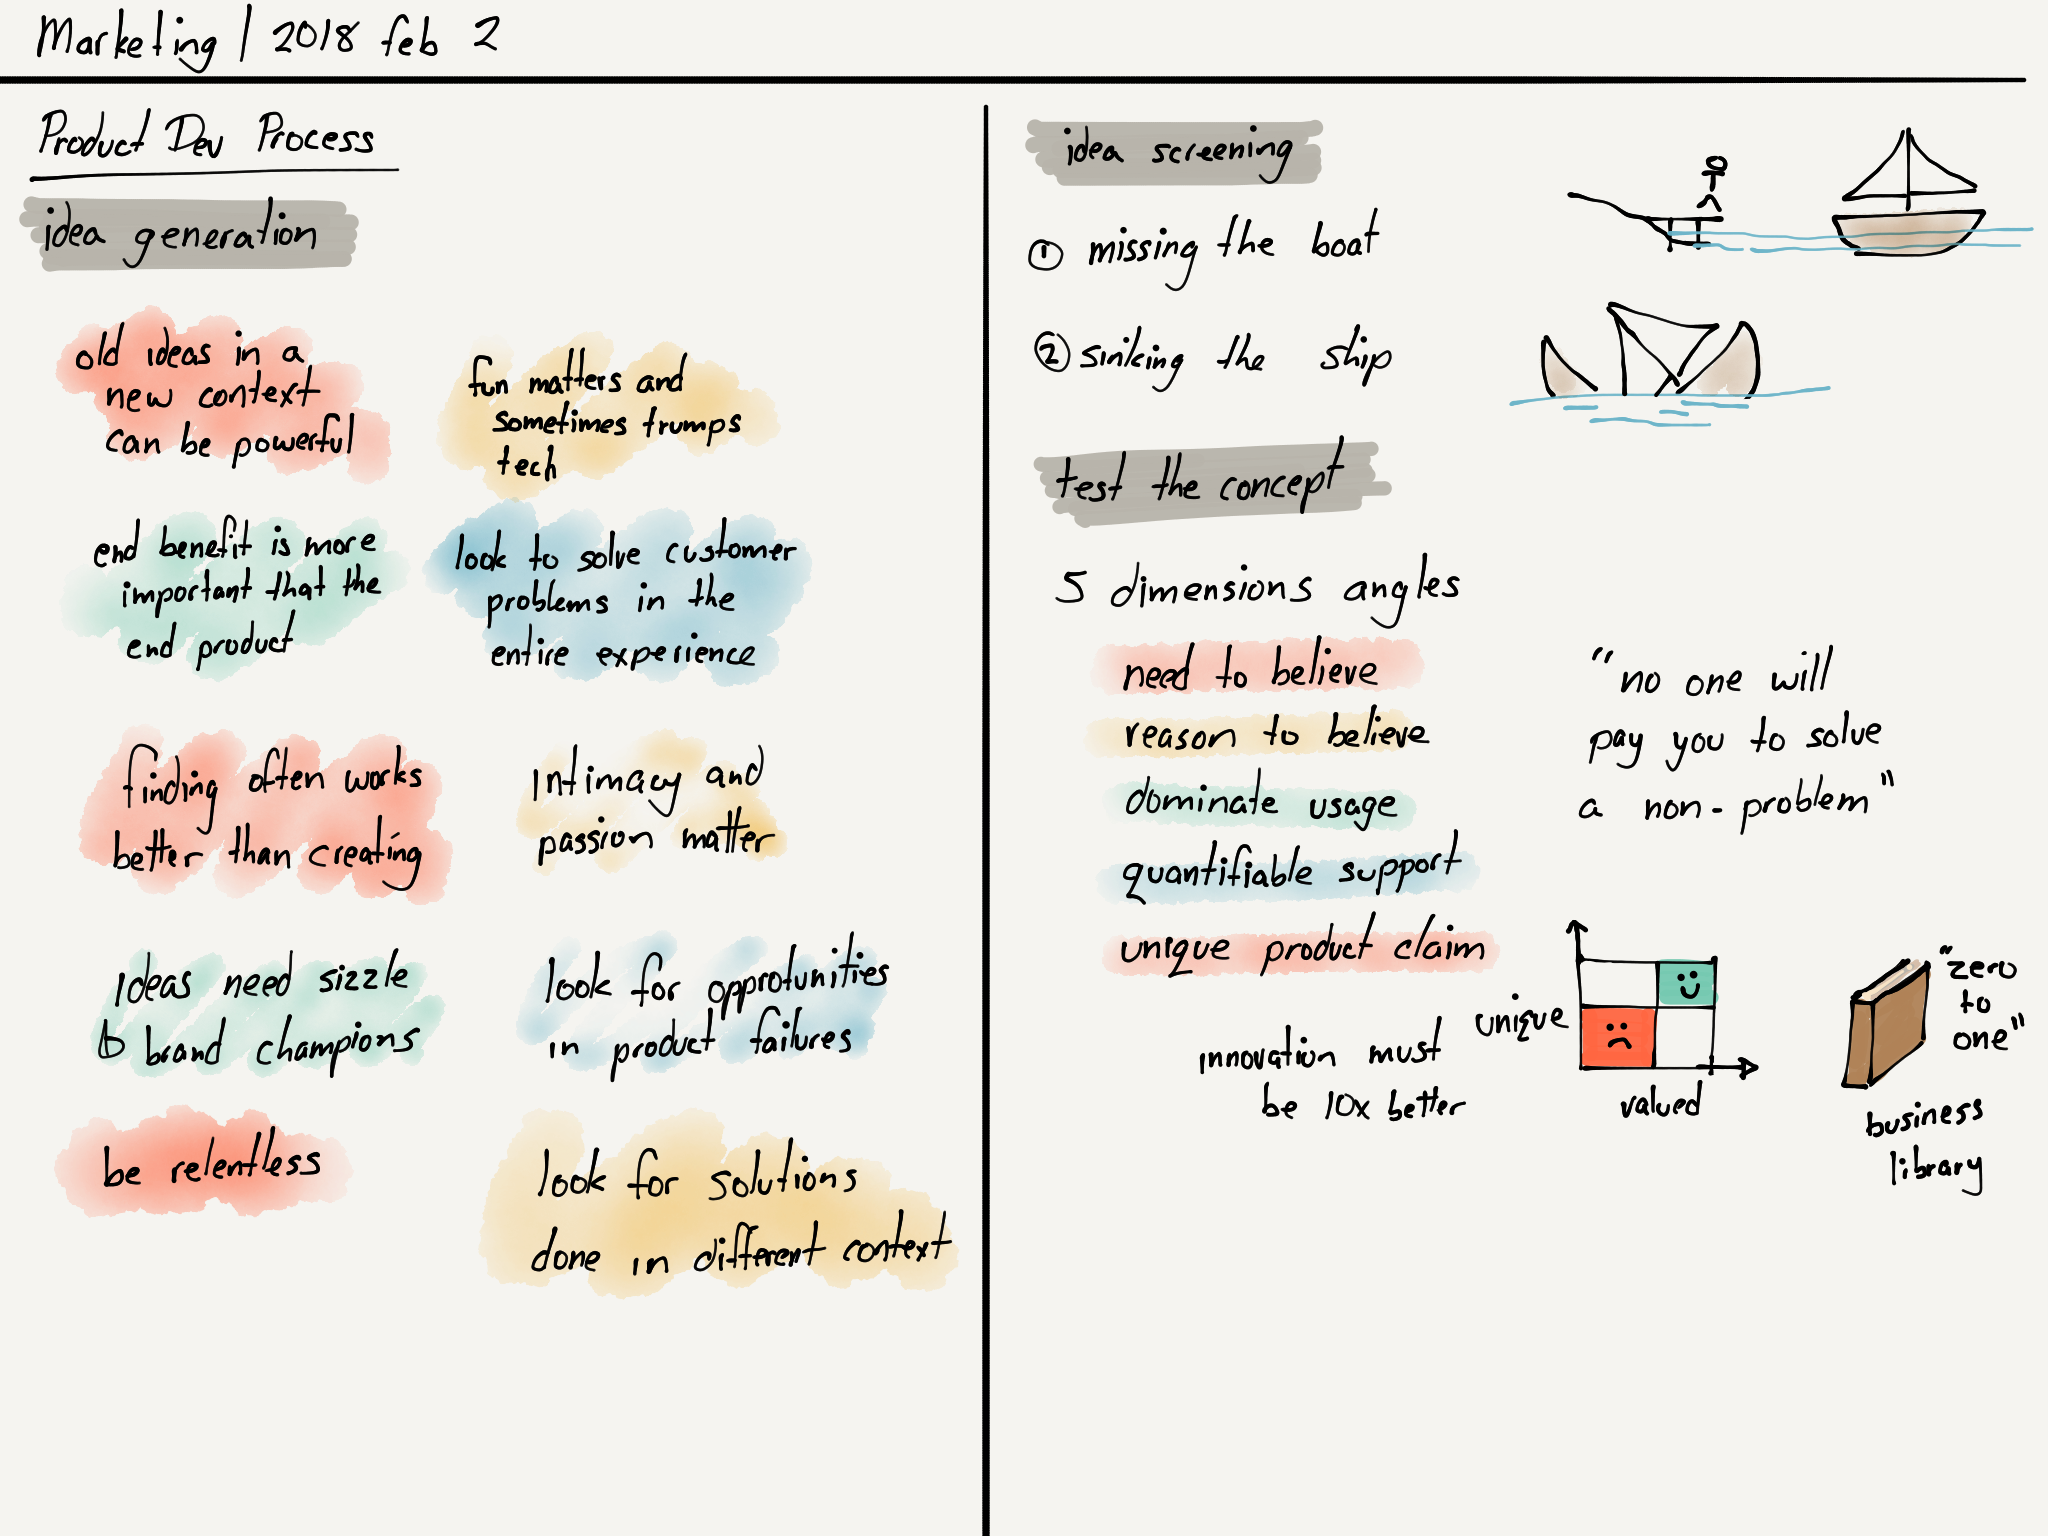 Marketing | 2018 feb 2
Product Dev Process
idea generation
old ideas in a
new context
can be powerful
fun matters and
sometimes trumps
tech
end benefit is more
important that the
end product
look to solve customer
problems in the
entire experience
finding often works
better than creating
Intimacy and
passion matter
Ideas need sizzle
↳ brand champions
look for opprotunities
in product failures
be relentless
look for solutions
done in different context
idea screening
① missing the boat
② sinking the ship
test the concept
5 dimensions angles
need to believe
reason to believe
dominate usage
quantifiable support
unique product claim
"no one will
pay you to solve
a non-problem"
innovation must
be 10x better
unique
valued
"zero
to
one"
business
library